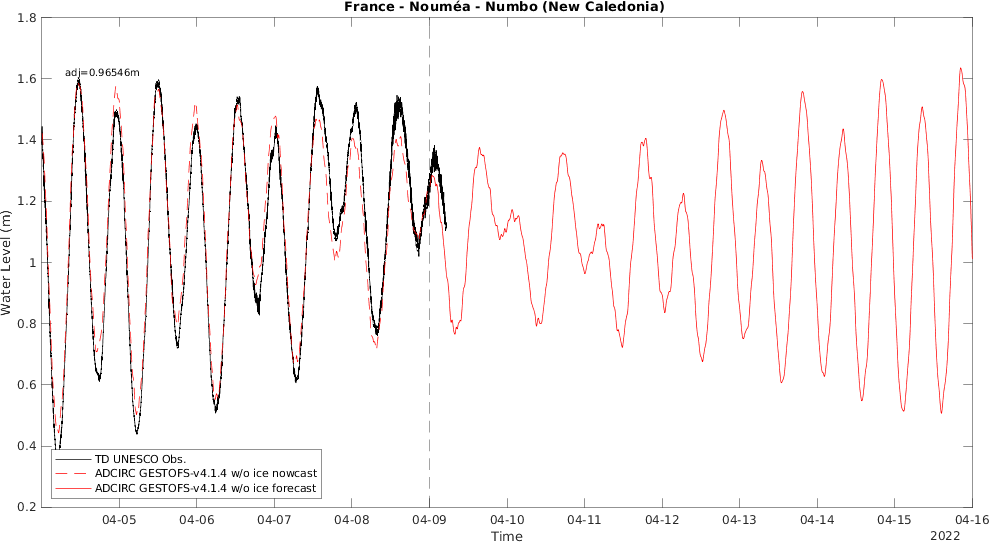 France - Nouméa - Numbo (New Caledonia)
1.8
1.6
1.4
1.2
1
0.8
0.6
0.4
0.2
Water Level (m)
adj=0.96546m
TD UNESCO Obs.
ADCIRC GESTOFS-v4.1.4 w/o ice nowcast
ADCIRC GESTOFS-v4.1.4 w/o ice forecast
04-05 04-06 04-07 04-08 04-09 04-10 04-11 04-12 04-13 04-14 04-15 04-16
Time
2022